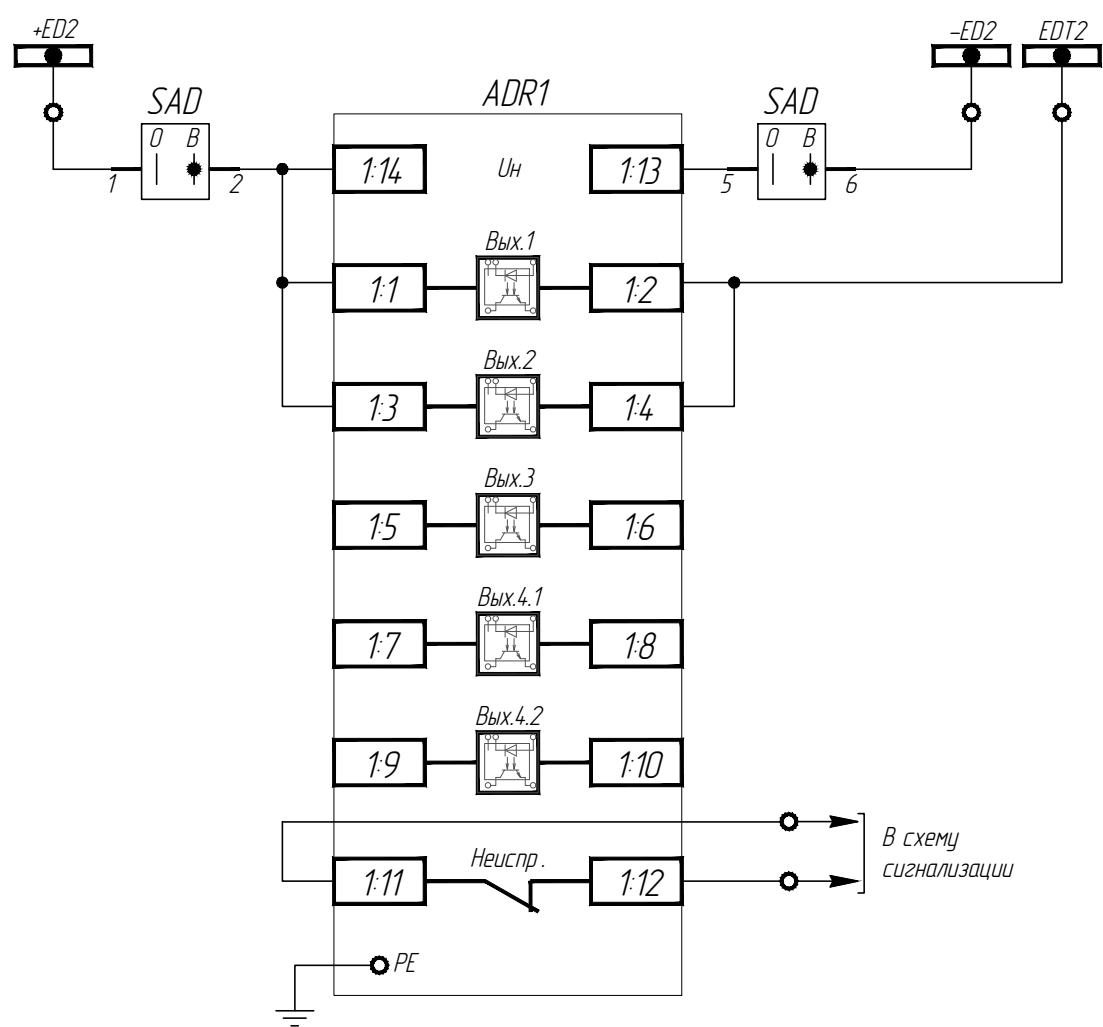 +ED2
–ED2
EDT2
SAD
ADR1
SAD
O B
O B
1
2
1:14
Uн
1:13
5
6
Вых.1
1:1
1:2
Вых.2
1:3
1:4
Вых.3
1:5
1:6
Вых.4.1
1:7
1:8
Вых.4.2
1:9
1:10
Неиспр.
1:11
1:12
В схему
сигнализации
PE